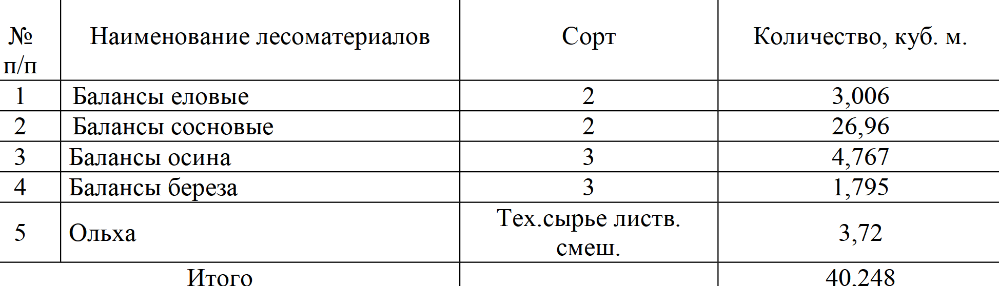 № п/п Наименование лесоматериалов Сорт Количество, куб. м.
1 Балансы еловые 2 3,006
2 Балансы сосновые 2 26,96
3 Балансы осина 3 4,767
4 Балансы береза 3 1,795
5 Ольха Тех.сырье листв. смеш. 3,72
Итого 40,248